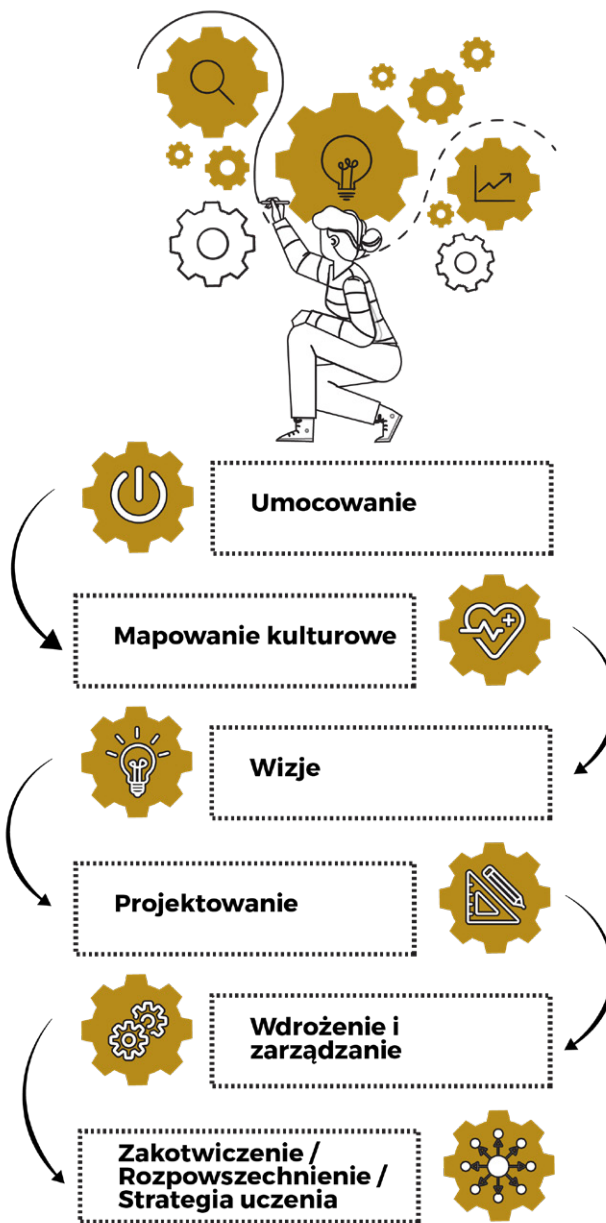 Umocowanie
Mapowanie kulturowe
Wizje
Projektowanie
Wdrożenie i
zarządzanie
Zakotwiczenie /
Rozpowszechnienie /
Strategia uczenia